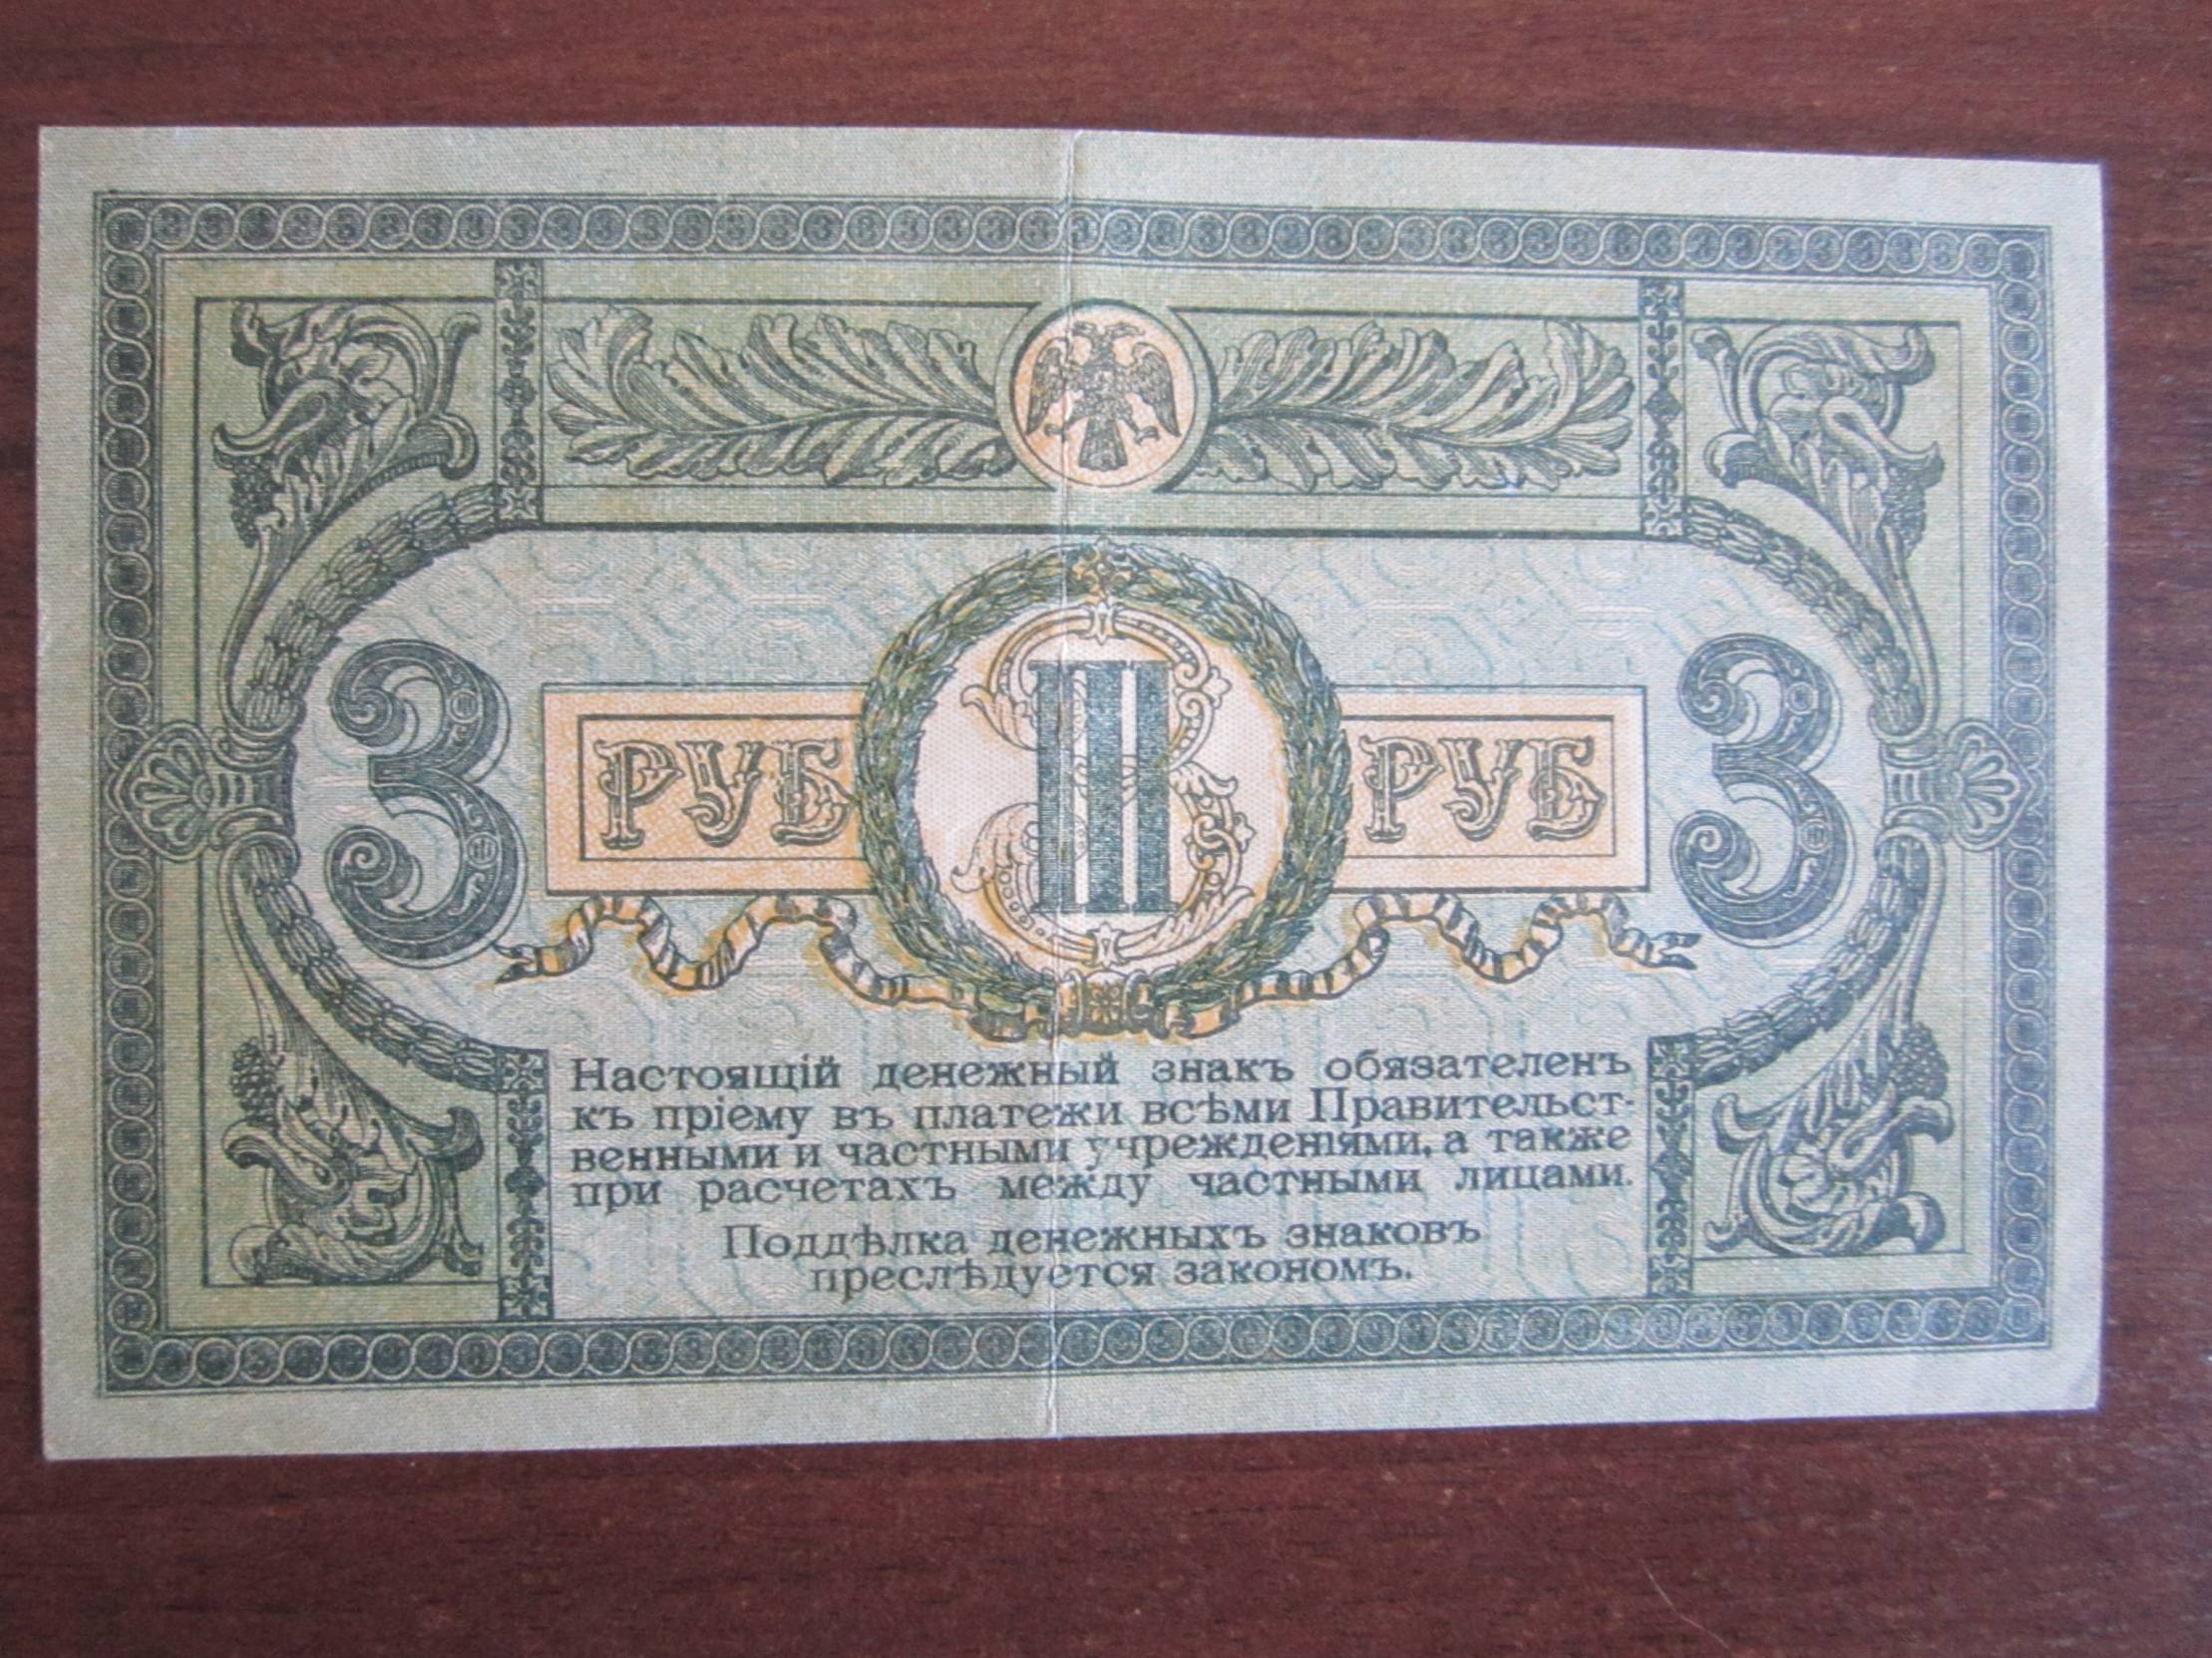 3 РУБ III РУБ 3
Настоящій денежный знакъ обязателенъ
къ пріему въ платежи всѣми Правительст-
венными и частными учрежденіями, а также
при расчетахъ между частными лицами.
Поддѣлка денежныхъ знаковъ
преслѣдуется закономъ.